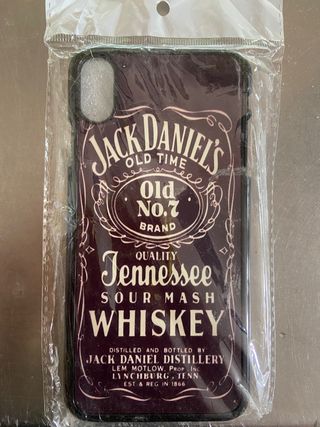 JACK DANIEL'S
OLD TIME
Old
No.7
BRAND
QUALITY
Tennessee
SOUR MASH
WHISKEY
DISTILLED AND BOTTLED BY
JACK DANIEL DISTILLERY
LEM MOTLOW, PROP. INC.
LYNCHBURG, TENN.
EST & REG IN 1866